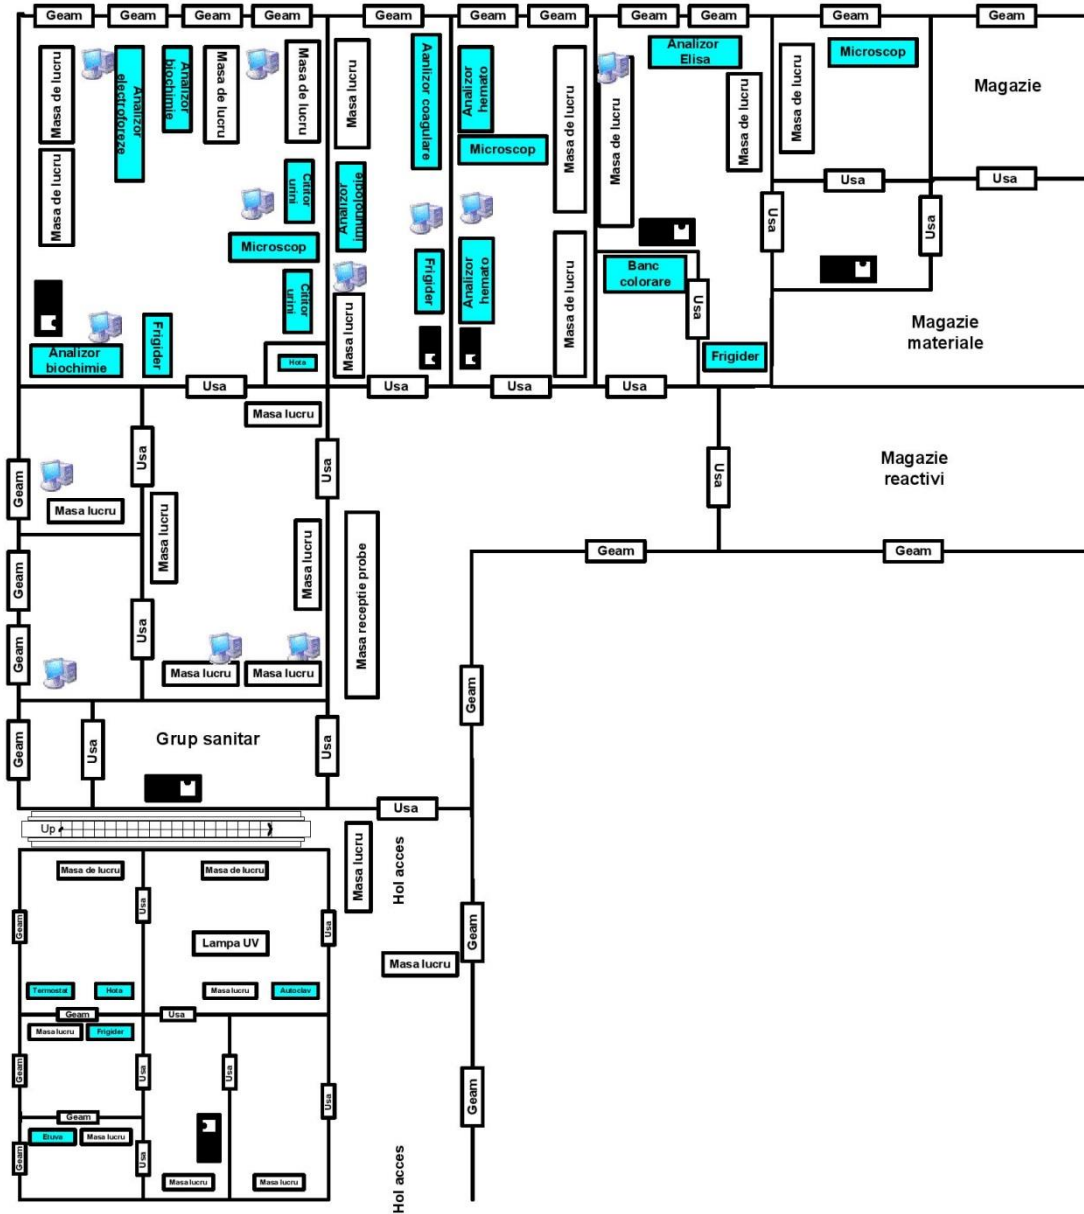 Geam
Geam
Geam
Geam
Geam
Geam
Geam
Geam
Geam
Geam
Geam
Masa de lucru
Analizor
electroforeze
Analizor
biochimie
Masa de lucru
Masa de lucru
Masa lucru
Aanlizor coagulare
Analizor
hemato
Masa de lucru
Masa de lucru
Analizor
Elisa
Masa de lucru
Masa de lucru
Microscop
Magazie
Masa de lucru
Microscop
Cititor
urini
Analizor
imunologie
Usa
Usa
Usa
Usa
Microscop
Frigider
Analizor
hemato
Masa de lucru
Banc
colorare
Cititor
urini
Masa lucru
Usa
Magazie
materiale
Frigider
Analizor
biochimie
Hota
Frigider
Usa
Usa
Usa
Usa
Masa lucru
Usa
Usa
Geam
Masa lucru
Masa lucru
Masa lucru
Masa receptie probe
Usa
Magazie
reactivi
Geam
Geam
Geam
Usa
Geam
Masa lucru
Masa lucru
Geam
Geam
Usa
Grup sanitar
Usa
Usa
Up
Masa lucru
Hol acces
Masa de lucru
Masa de lucru
Usa
Geam
Usa
Geam
Lampa UV
Masa lucru
Termostat
Hota
Masa lucru
Autoclav
Geam
Usa
Masa lucru
Frigider
Geam
Usa
Usa
Usa
Geam
Geam
Etuva
Masa lucru
Geam
Usa
Masa lucru
Masa lucru
Hol acces